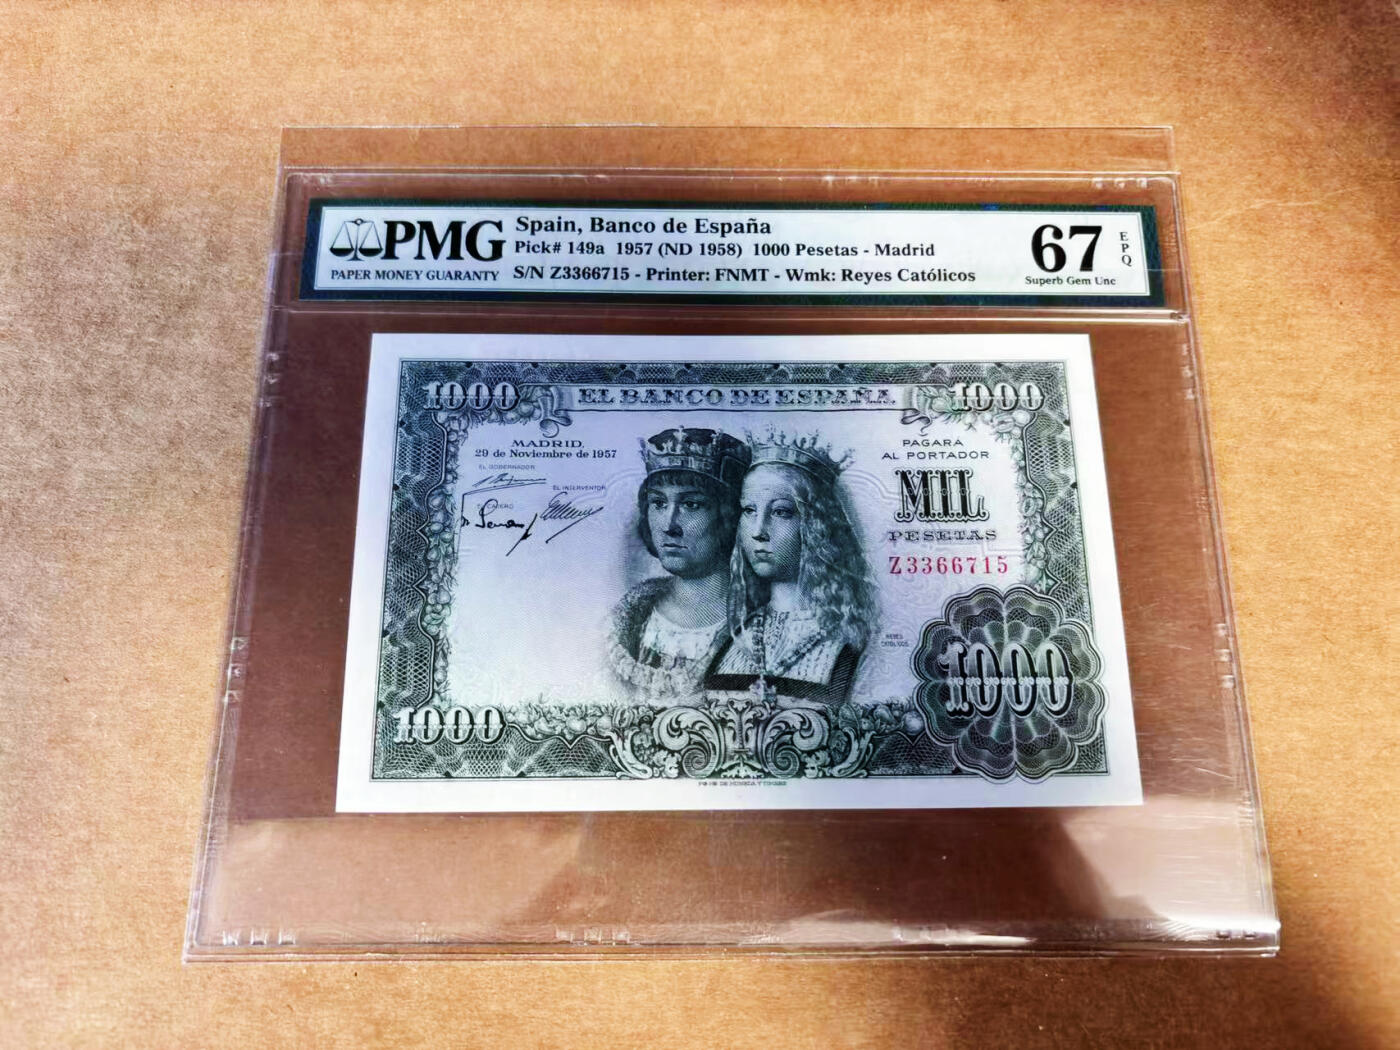 PMG
PAPER MONEY GUARANTY
Spain, Banco de España
Pick# 149a 1957 (ND 1958) 1000 Pesetas - Madrid
S/N Z3366715 - Printer: FNMT - Wmk: Reyes Católicos
67
EPQ
Superb Gem Unc
1000
EL BANCO DE ESPAÑA
1000
MADRID,
29 de Noviembre de 1957
EL GOBERNADOR
EL INTERVENTOR
EL CAJERO
PAGARÁ
AL PORTADOR
MIL
PESETAS
Z3366715
REYES
CATÓLICOS
1000
1000